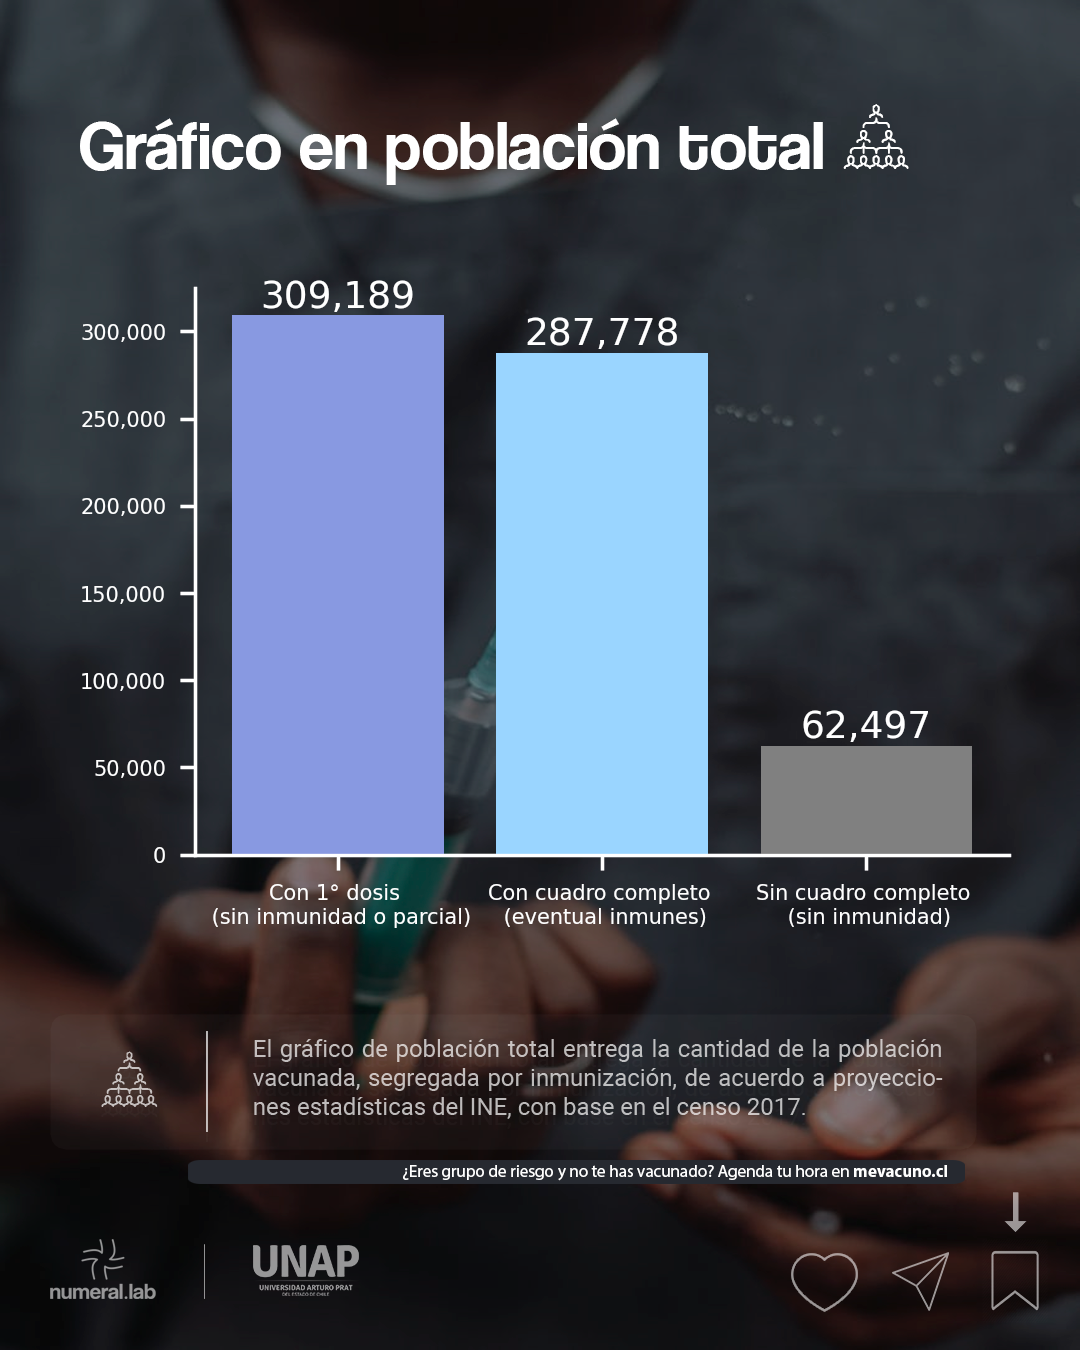 Gráfico en población total
309,189
287,778
62,497
300,000
250,000
200,000
150,000
100,000
50,000
0
Con 1° dosis
(sin inmunidad o parcial)
Con cuadro completo
(eventual inmunes)
Sin cuadro completo
(sin inmunidad)
El gráfico de población total entrega la cantidad de la población
vacunada, segregada por inmunización, de acuerdo a proyeccio-
nes estadísticas del INE, con base en el censo 2017.
¿Eres grupo de riesgo y no te has vacunado? Agenda tu hora en mevacuno.cl
numeral.lab
UNAP
UNIVERSIDAD ARTURO PRAT
DEL ESTADO DE CHILE